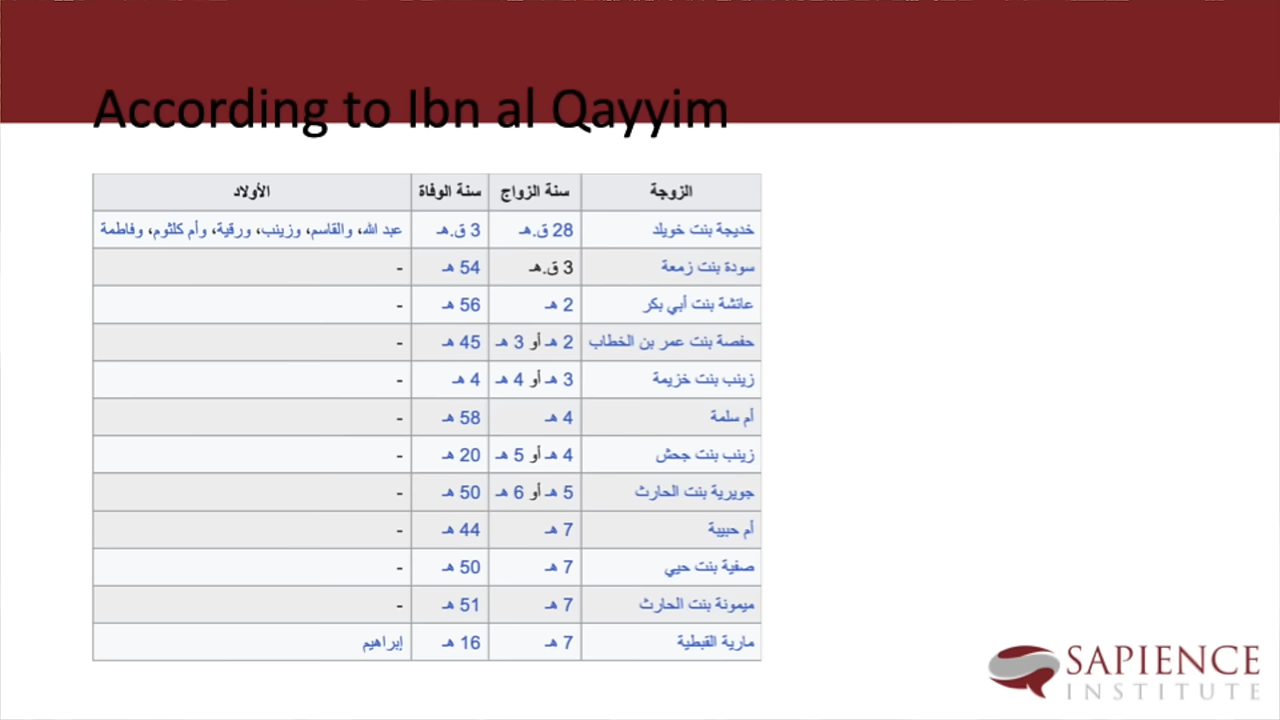 According to Ibn al Qayyim
الزوجة سنة الزواج سنة الوفاة الأولاد
خديجة بنت خويلد 28 ق.هـ 3 ق.هـ عبد الله، والقاسم، وزينب، ورقية، وأم كلثوم، وفاطمة
سودة بنت زمعة 3 ق.هـ 54 هـ -
عائشة بنت أبي بكر 2 هـ 56 هـ -
حفصة بنت عمر بن الخطاب 2 هـ أو 3 هـ 45 هـ -
زينب بنت خزيمة 3 هـ أو 4 هـ 4 هـ -
أم سلمة 4 هـ 58 هـ -
زينب بنت جحش 4 هـ أو 5 هـ 20 هـ -
جويرية بنت الحارث 5 هـ أو 6 هـ 50 هـ -
أم حبيبة 7 هـ 44 هـ -
صفية بنت حيي 7 هـ 50 هـ -
ميمونة بنت الحارث 7 هـ 51 هـ -
مارية القبطية 7 هـ 16 هـ إبراهيم
SAPIENCE
INSTITUTE